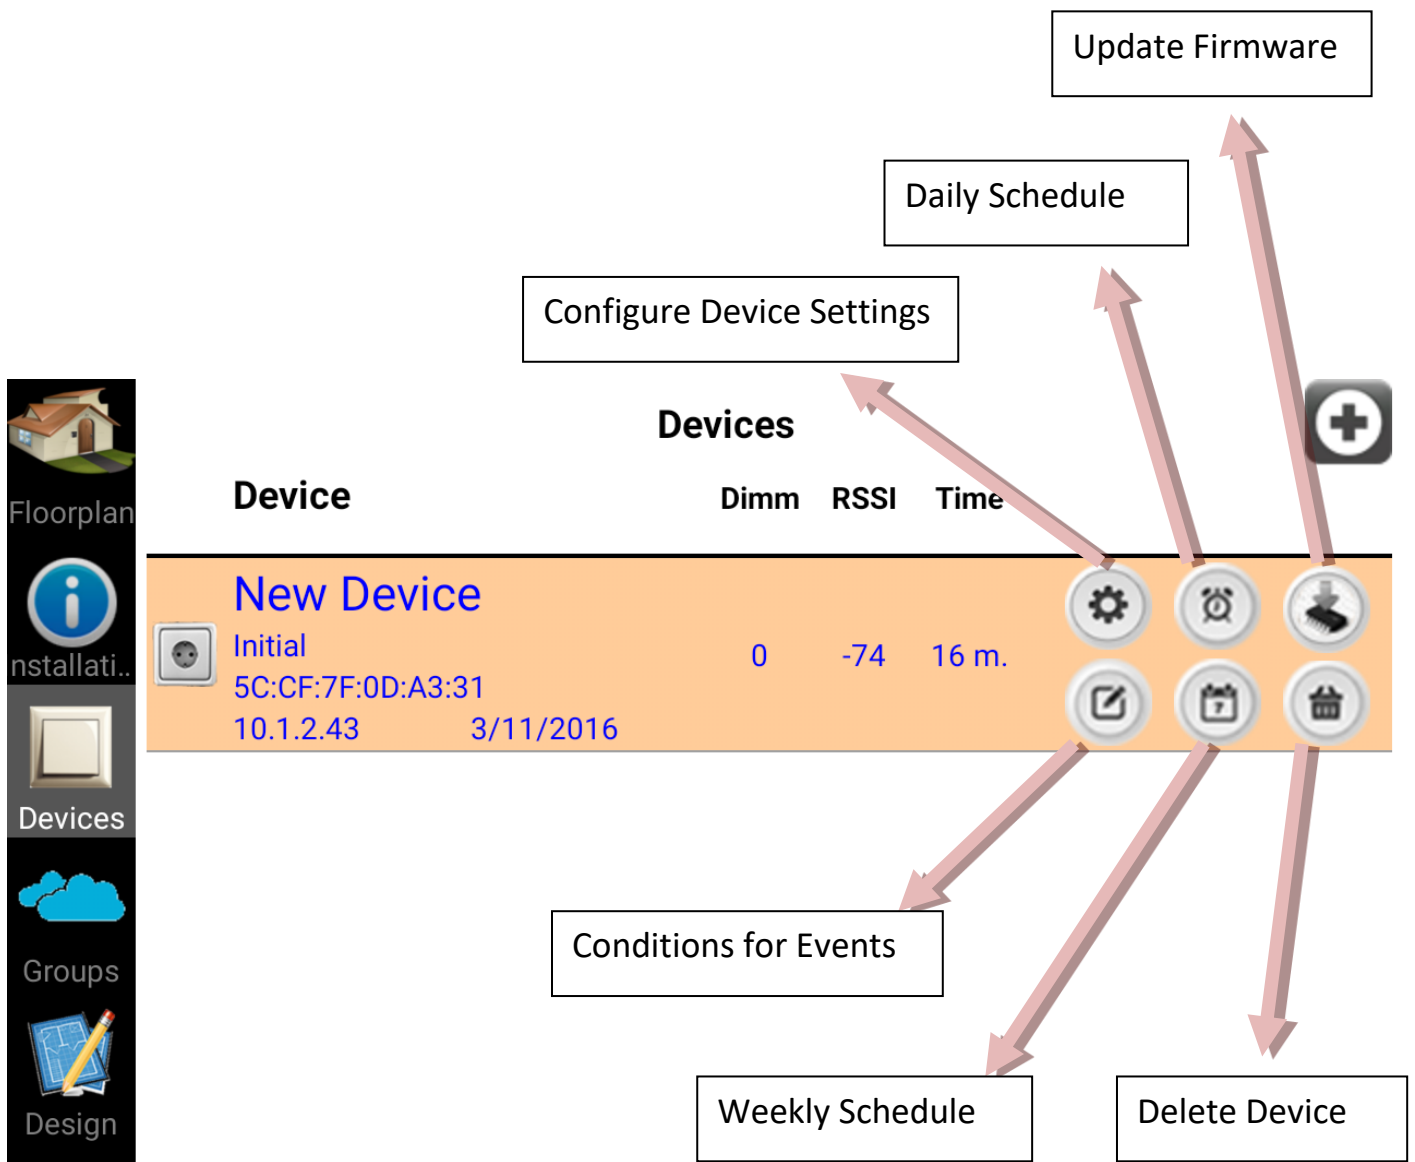 Update Firmware
Daily Schedule
Configure Device Settings
Devices
Device Dimm RSSI Time
Floorplan
New Device
Initial
5C:CF:7F:0D:A3:31
10.1.2.43 3/11/2016
0 -74 16 m.
7
nstallati..
Devices
Groups
Design
Conditions for Events
Weekly Schedule
Delete Device